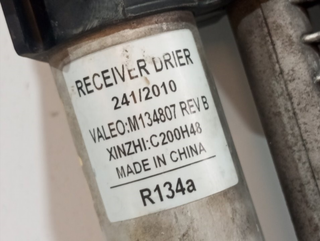 RECEIVER DRIER
241/2010
VALEO:M134807 REV B
XINZHI:C200H48
MADE IN CHINA
R134a